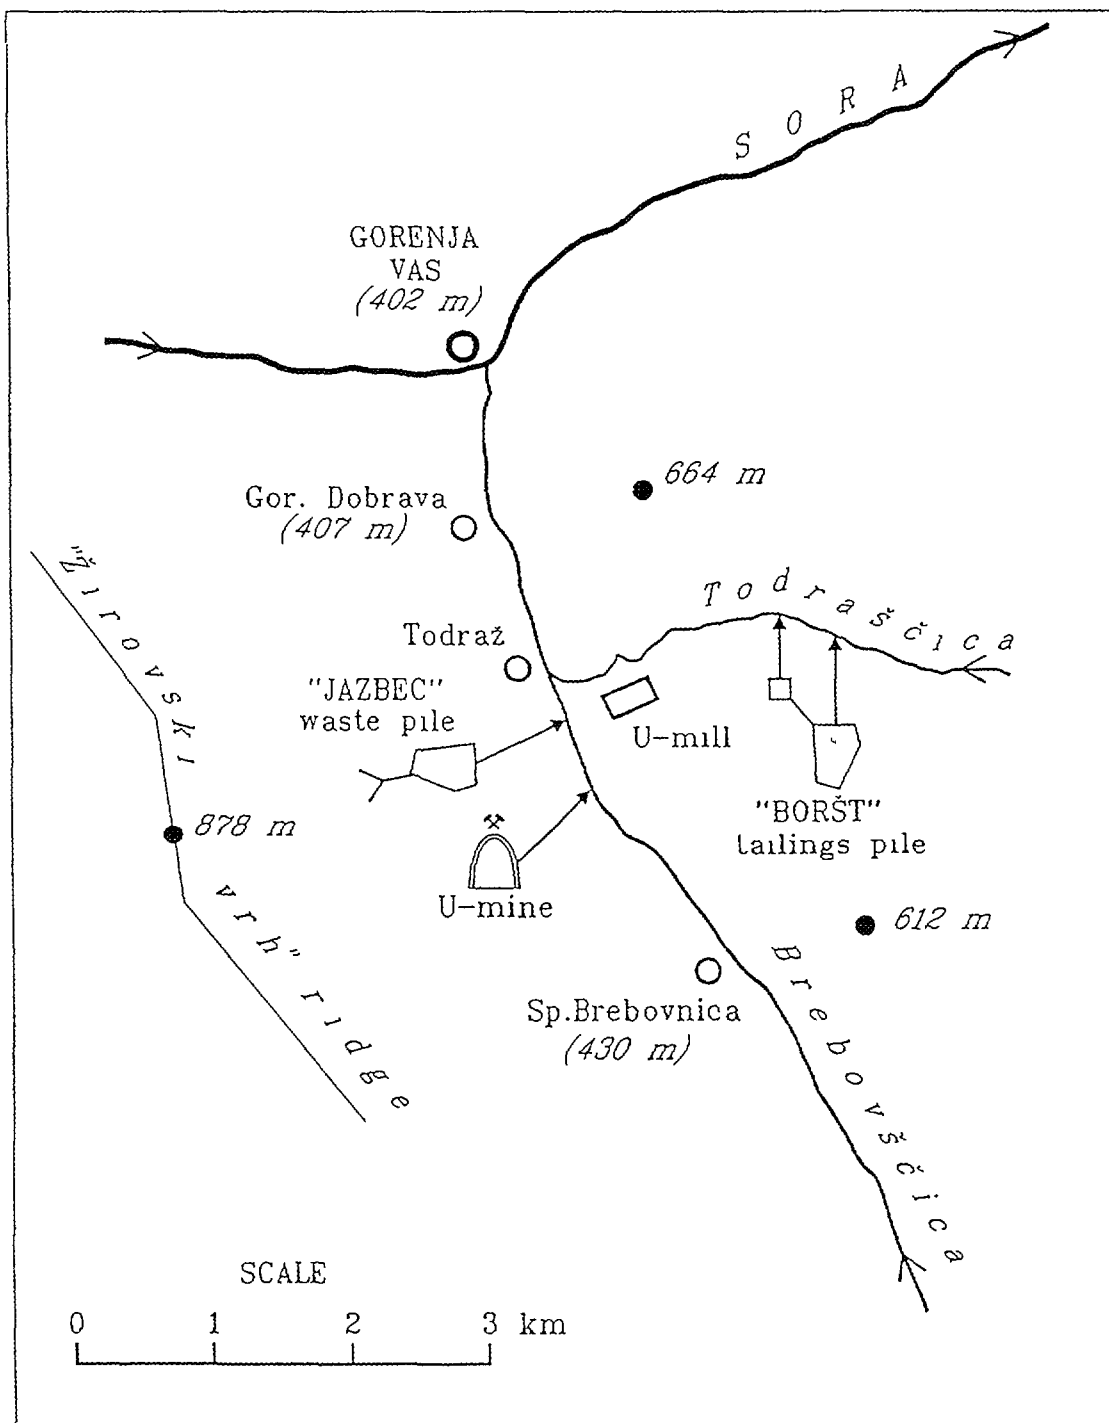 SORA
GORENJA
VAS
(402 m)
664 m
Gor. Dobrava
(407 m)
"Žirovski vrh" ridge
Todraščica
Todraž
"JAZBEC"
waste pile
U-mill
"BORŠT"
tailings pile
878 m
U-mine
612 m
Sp.Brebovnica
(430 m)
Brebovščica
SCALE
0 1 2 3 km